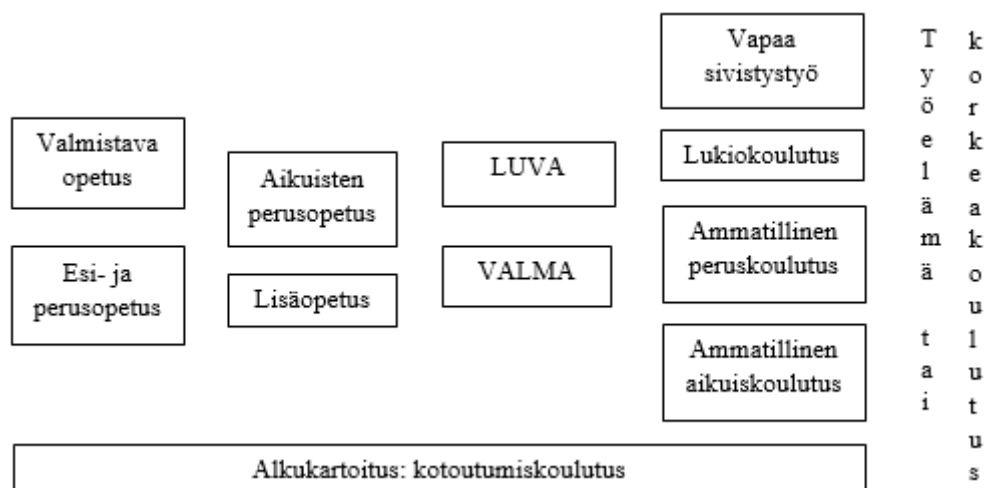 Valmistava
opetus
Esi- ja
perusopetus
Aikuisten
perusopetus
Lisäopetus
LUVA
VALMA
Vapaa
sivistystyö
Lukiokoulutus
Ammatillinen
peruskoulutus
Ammatillinen
aikuiskoulutus
Työelämä tai
korkeakoulutus
Alkukartoitus: kotoutumiskoulutus